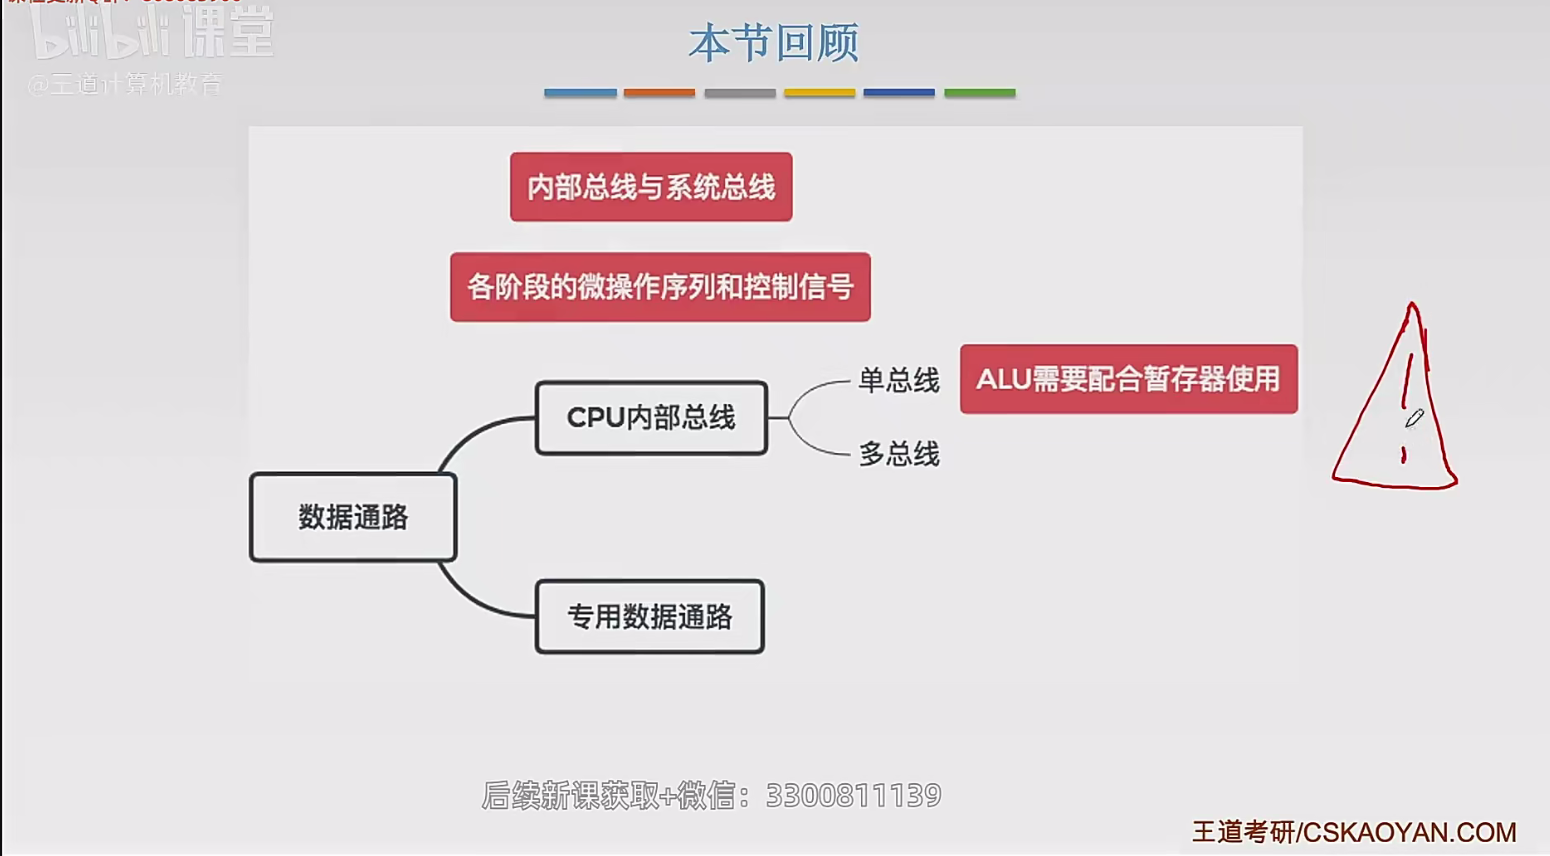 bilibili课堂
@王道计算机教育
本节回顾
内部总线与系统总线
各阶段的微操作序列和控制信号
单总线
ALU需要配合暂存器使用
CPU内部总线
多总线
数据通路
专用数据通路
后续新课获取+微信：3300811139
王道考研/CSKAOYAN.COM